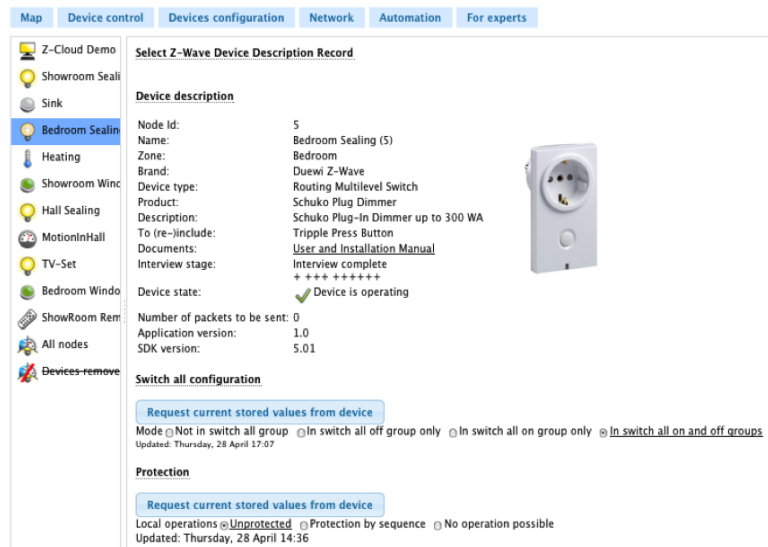 Map Device control Devices configuration Network Automation For experts
Z-Cloud Demo
Showroom Seali
Sink
Bedroom Sealin
Heating
Showroom Winc
Hall Sealing
MotionInHall
TV-Set
Bedroom Windo
ShowRoom Rem
All nodes
Devices remove
Select Z-Wave Device Description Record
Device description
Node Id: 5
Name: Bedroom Sealing (5)
Zone: Bedroom
Brand: Duewi Z-Wave
Device type: Routing Multilevel Switch
Product: Schuko Plug Dimmer
Description: Schuko Plug-In Dimmer up to 300 WA
To (re-)include: Tripple Press Button
Documents: User and Installation Manual
Interview stage: Interview complete
+ +++ ++++++
Device state: Device is operating
Number of packets to be sent: 0
Application version: 1.0
SDK version: 5.01
Switch all configuration
Request current stored values from device
Mode Not in switch all group In switch all off group only In switch all on group only In switch all on and off groups
Updated: Thursday, 28 April 17:07
Protection
Request current stored values from device
Local operations Unprotected Protection by sequence No operation possible
Updated: Thursday, 28 April 14:36